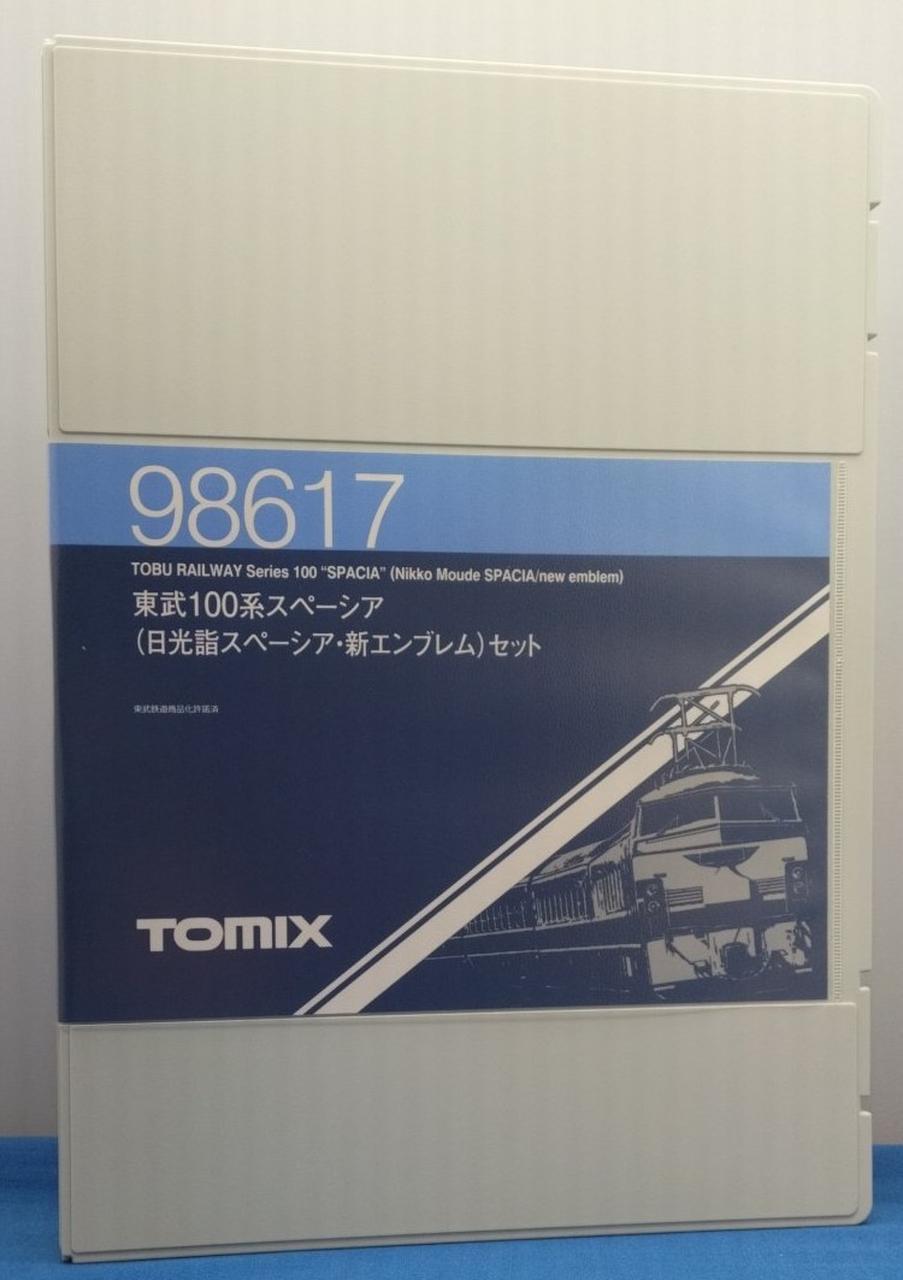 98617
TOBU RAILWAY Series 100 “SPACIA” (Nikko Moude SPACIA/new emblem)
東武100系スペーシア
(日光詣スペーシア・新エンブレム)セット
東武鉄道商品化許諾済
TOMIX